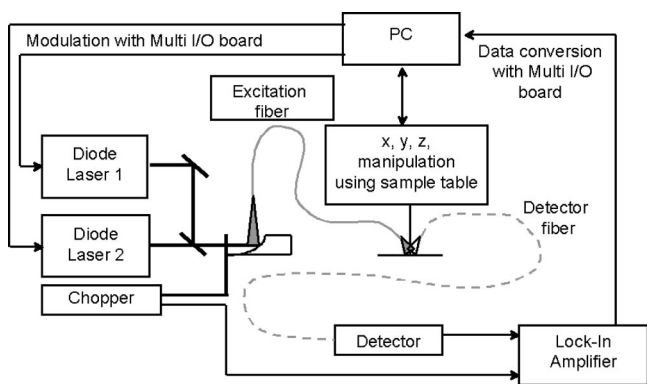 PC
Modulation with Multi I/O board
Data conversion
with Multi I/O
board
Excitation
fiber
x, y, z,
manipulation
using sample table
Diode
Laser 1
Detector
fiber
Diode
Laser 2
Chopper
Detector
Lock-In
Amplifier